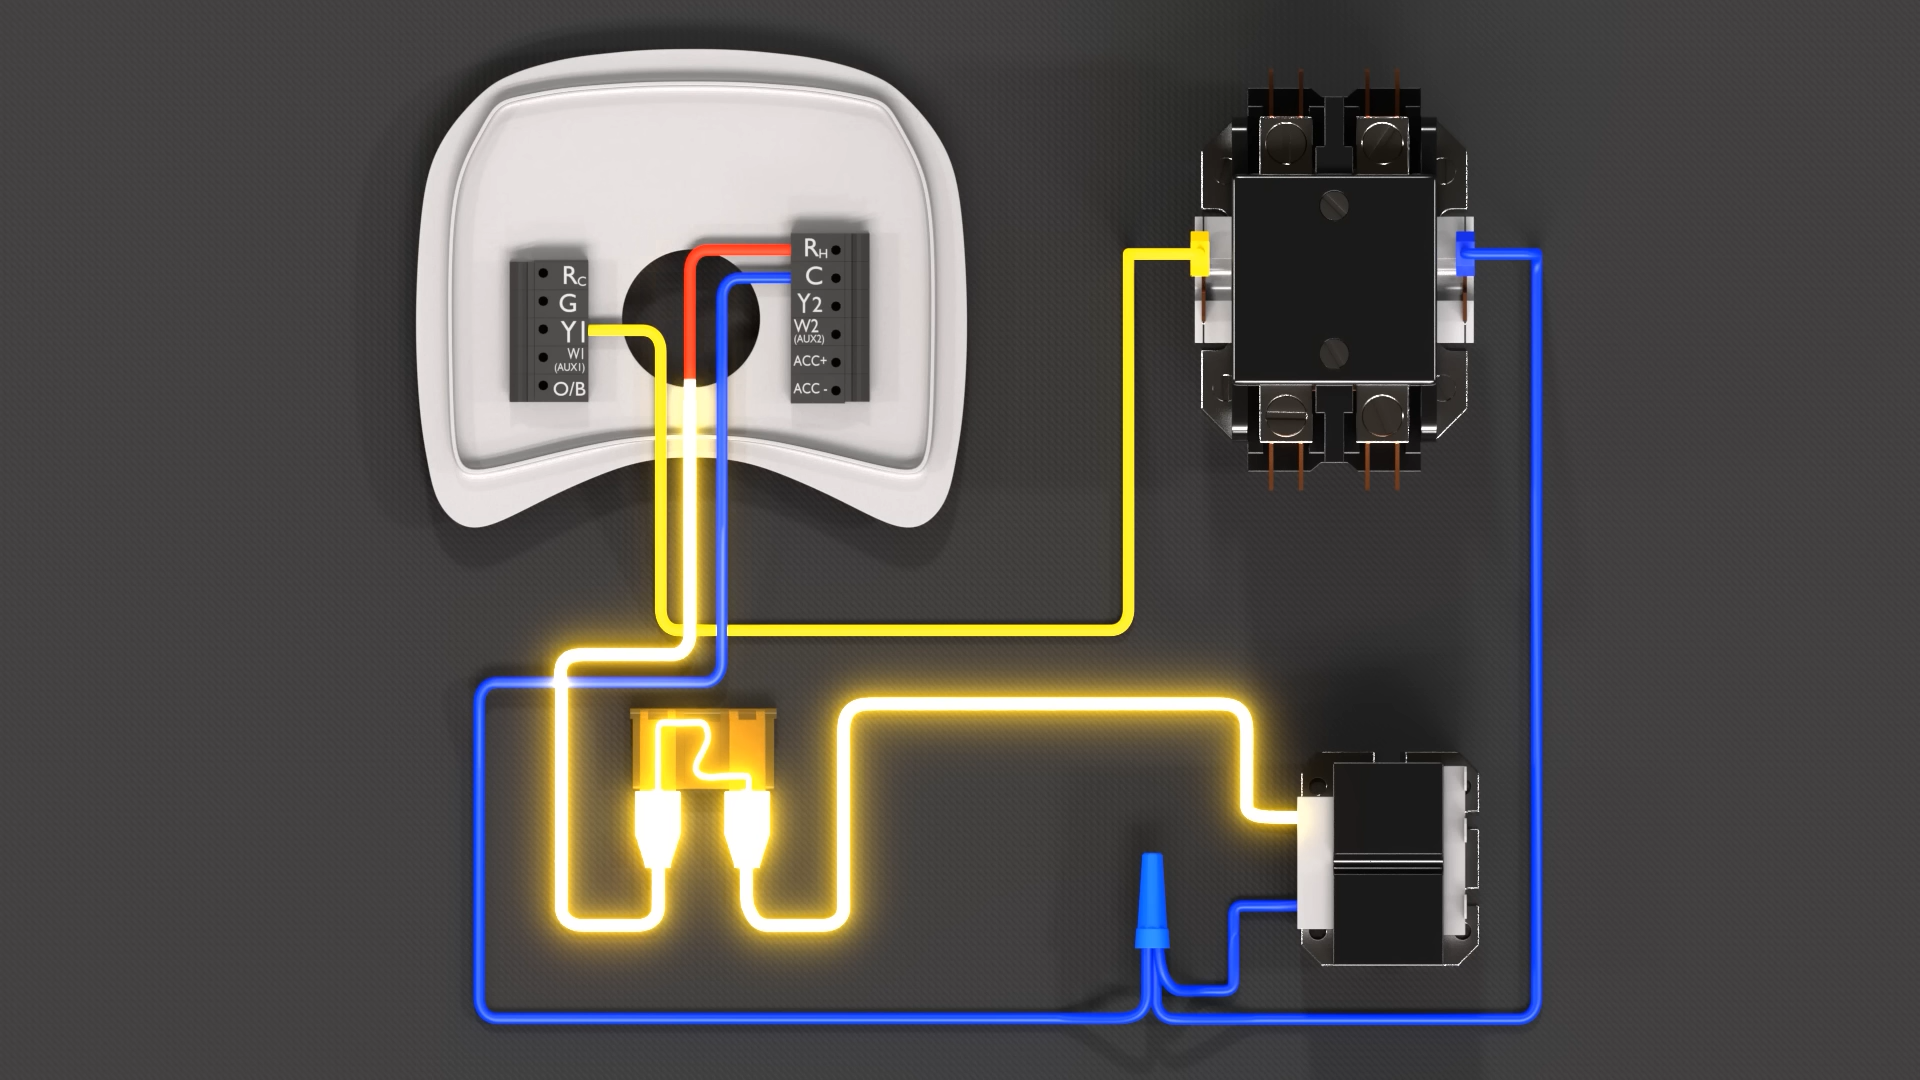 RC
G
Y1
W1
(AUX1)
O/B
RH
C
Y2
W2
(AUX2)
ACC+
ACC -